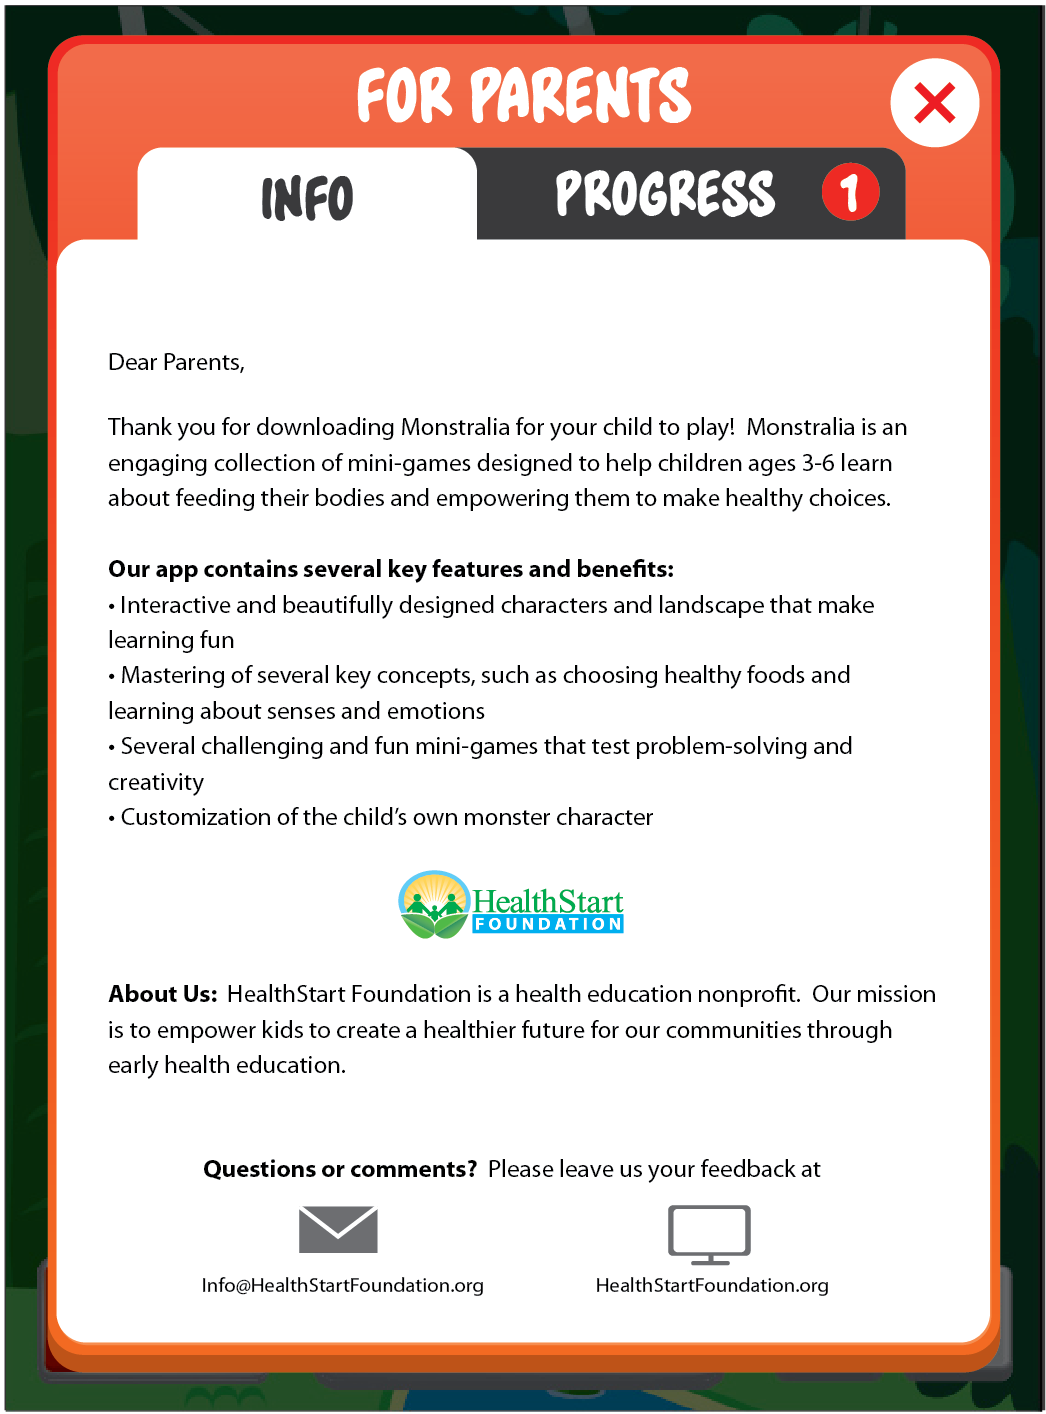 FOR PARENTS
INFO
PROGRESS 1
Dear Parents,
Thank you for downloading Monstralia for your child to play!  Monstralia is an
engaging collection of mini-games designed to help children ages 3-6 learn
about feeding their bodies and empowering them to make healthy choices.
Our app contains several key features and benefits:
• Interactive and beautifully designed characters and landscape that make
learning fun
• Mastering of several key concepts, such as choosing healthy foods and
learning about senses and emotions
• Several challenging and fun mini-games that test problem-solving and
creativity
• Customization of the child’s own monster character
HealthStart
FOUNDATION
About Us:  HealthStart Foundation is a health education nonprofit.  Our mission
is to empower kids to create a healthier future for our communities through
early health education.
Questions or comments?  Please leave us your feedback at
Info@HealthStartFoundation.org
HealthStartFoundation.org